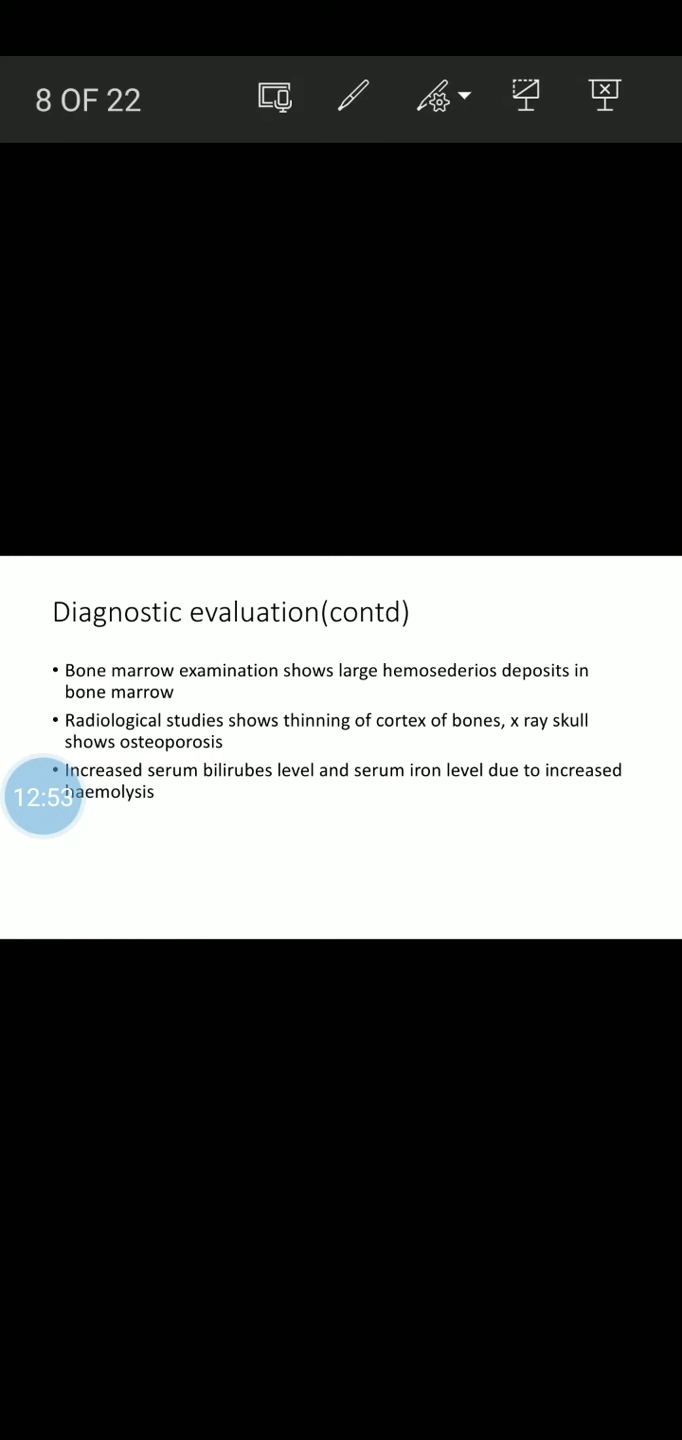 8 OF 22
Diagnostic evaluation(contd)
• Bone marrow examination shows large hemosederios deposits in
bone marrow
• Radiological studies shows thinning of cortex of bones, x ray skull
shows osteoporosis
• Increased serum bilirubes level and serum iron level due to increased
haemolysis
12:53